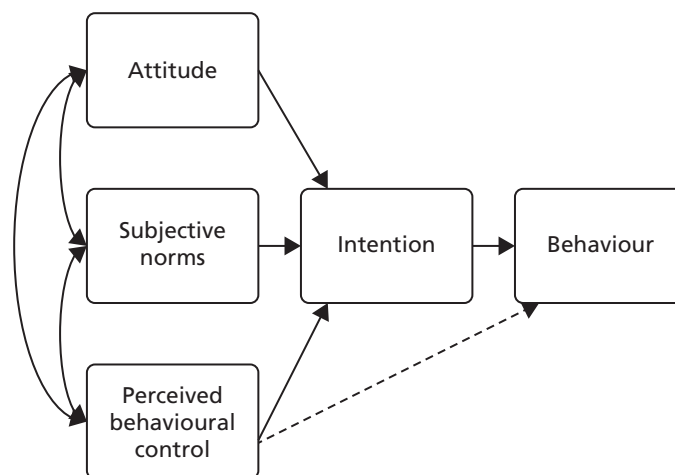 Attitude
Subjective
norms
Intention
Behaviour
Perceived
behavioural
control